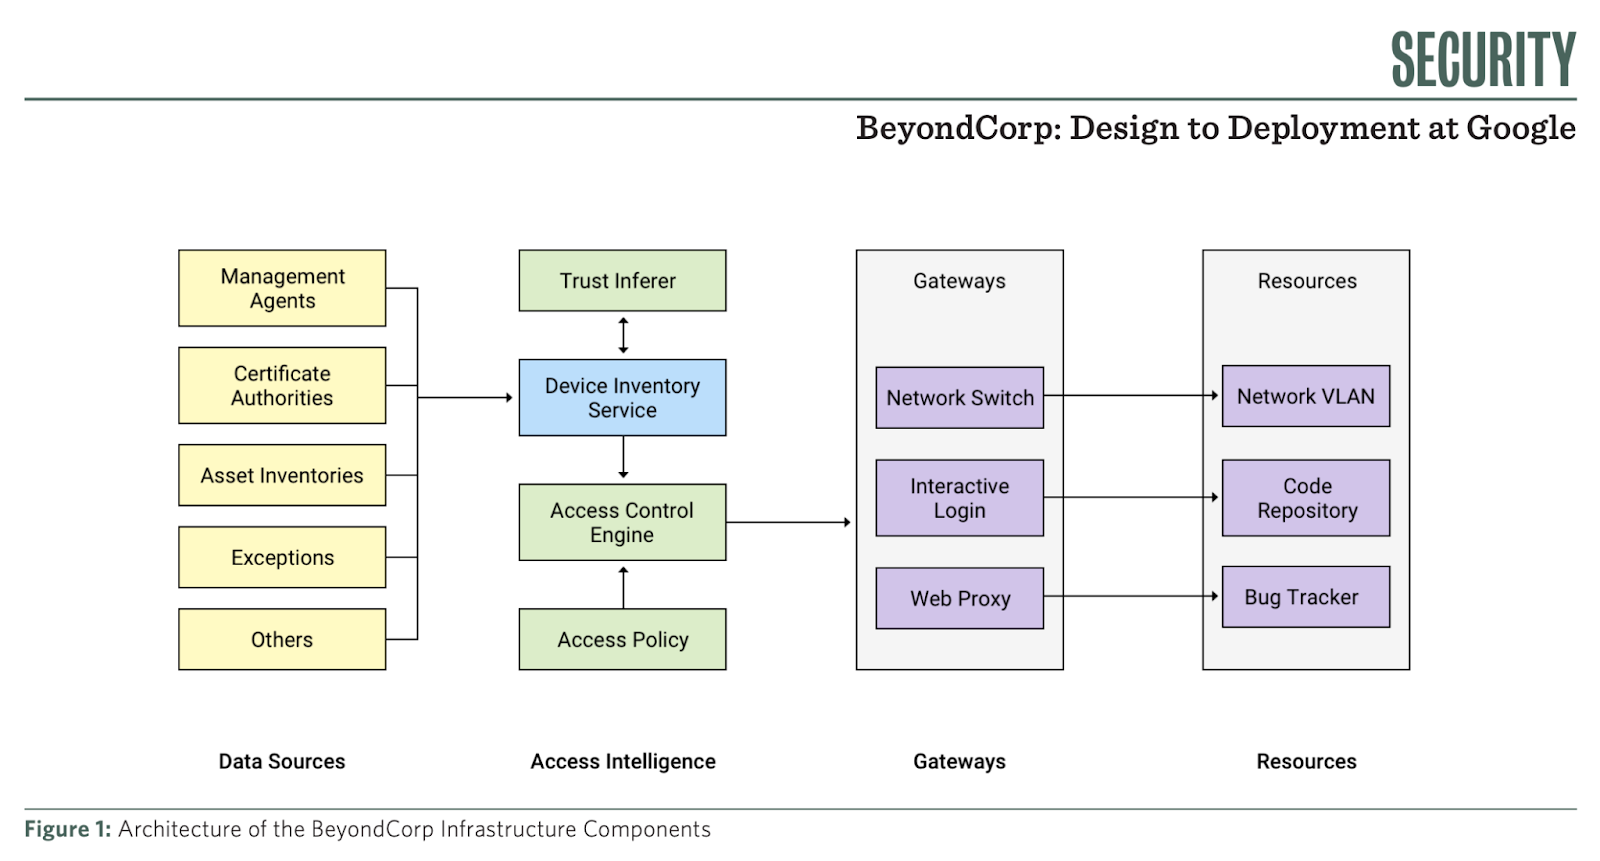 SECURITY
BeyondCorp: Design to Deployment at Google
Management
Agents
Certificate
Authorities
Asset Inventories
Exceptions
Others
Data Sources
Trust Inferer
Device Inventory
Service
Access Control
Engine
Access Policy
Access Intelligence
Gateways
Network Switch
Interactive
Login
Web Proxy
Gateways
Resources
Network VLAN
Code
Repository
Bug Tracker
Resources
Figure 1: Architecture of the BeyondCorp Infrastructure Components